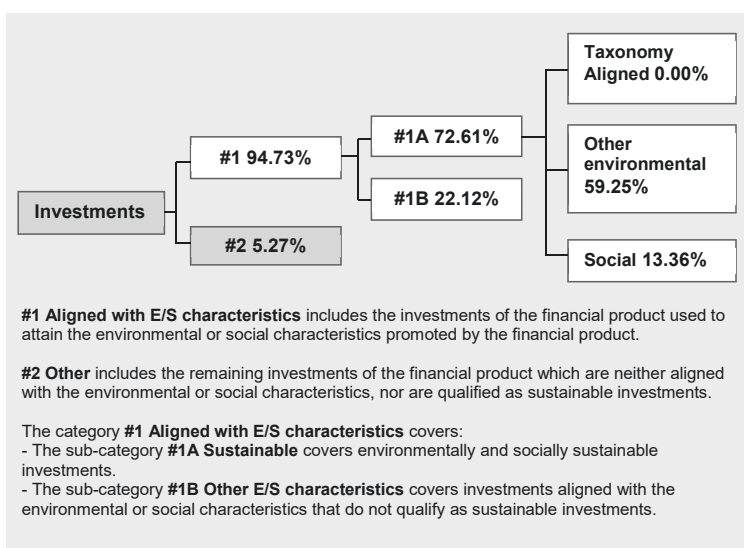 Investments
#1 94.73%
#2 5.27%
#1A 72.61%
#1B 22.12%
Taxonomy
Aligned 0.00%
Other
environmental
59.25%
Social 13.36%
#1 Aligned with E/S characteristics includes the investments of the financial product used to
attain the environmental or social characteristics promoted by the financial product.
#2 Other includes the remaining investments of the financial product which are neither aligned
with the environmental or social characteristics, nor are qualified as sustainable investments.
The category #1 Aligned with E/S characteristics covers:
- The sub-category #1A Sustainable covers environmentally and socially sustainable
investments.
- The sub-category #1B Other E/S characteristics covers investments aligned with the
environmental or social characteristics that do not qualify as sustainable investments.